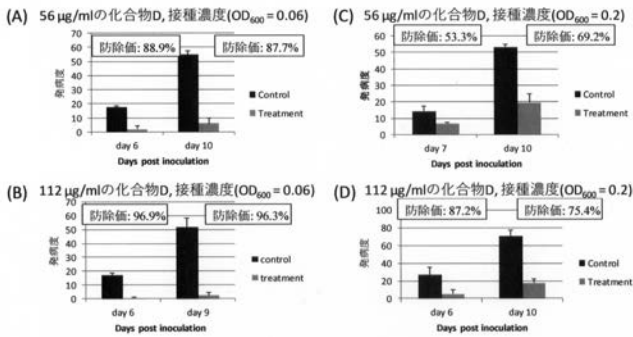 (A) 56 μg/mlの化合物D, 接種濃度(OD600 = 0.06)
防除価: 88.9%
防除価: 87.7%
発病度
70
60
50
40
30
20
10
0
Control
Treatment
day 6
day 10
Days post inoculation
(B) 112 μg/mlの化合物D, 接種濃度(OD600 = 0.06)
防除価: 96.9%
防除価: 96.3%
発病度
70
60
50
40
30
20
10
0
control
treatment
day 6
day 9
Days post inoculation
(C) 56 μg/mlの化合物D, 接種濃度(OD600 = 0.2)
防除価: 53.3%
防除価: 69.2%
発病度
60
50
40
30
20
10
0
Control
Treatment
day 7
day 10
Days post inoculation
(D) 112 μg/mlの化合物D, 接種濃度(OD600 = 0.2)
防除価: 87.2%
防除価: 75.4%
発病度
100
80
60
40
20
0
Control
Treatment
day 6
day 10
Days post inoculation